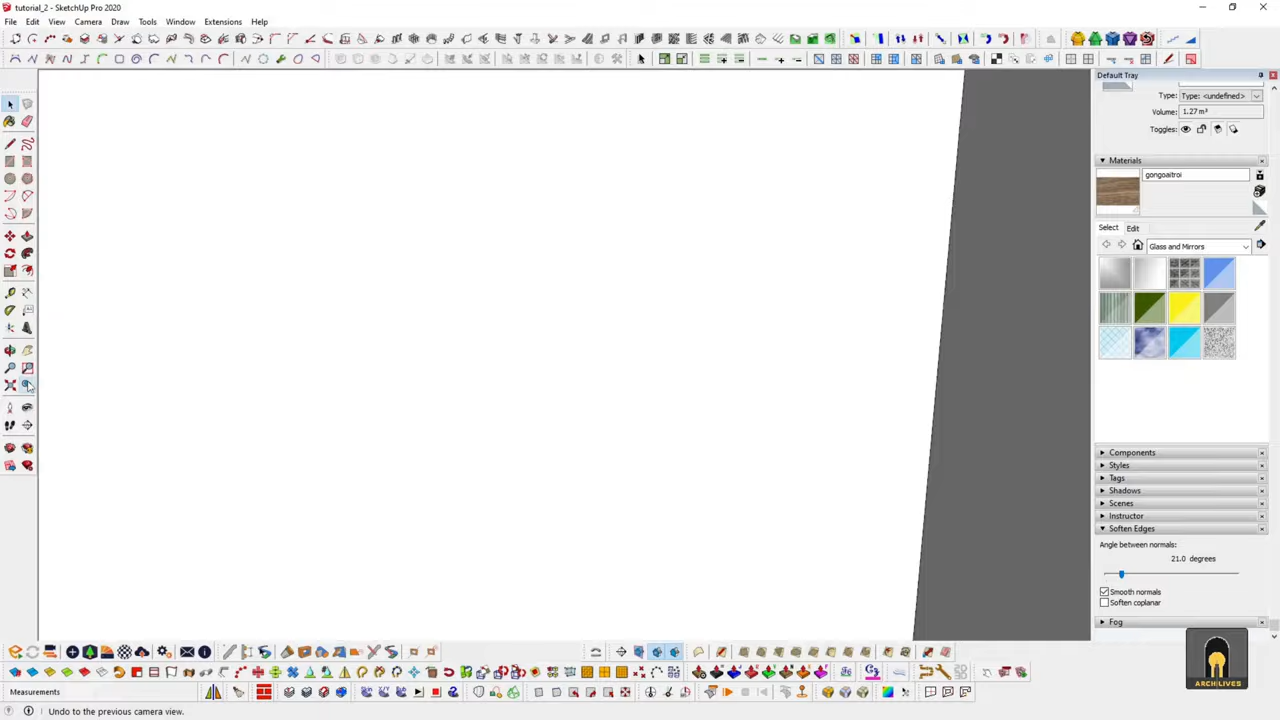 tutorial_2 - SketchUp Pro 2020
File Edit View Camera Draw Tools Window Extensions Help
Default Tray
Type: Type: <undefined>
Volume: 1.27 m³
Toggles:
Materials
gongoaitroi
Select Edit
Glass and Mirrors
Components
Styles
Tags
Shadows
Scenes
Instructor
Soften Edges
Angle between normals:
21.0 degrees
Smooth normals
Soften coplanar
Fog
ARCHLIVES
Measurements
Undo to the previous camera view.